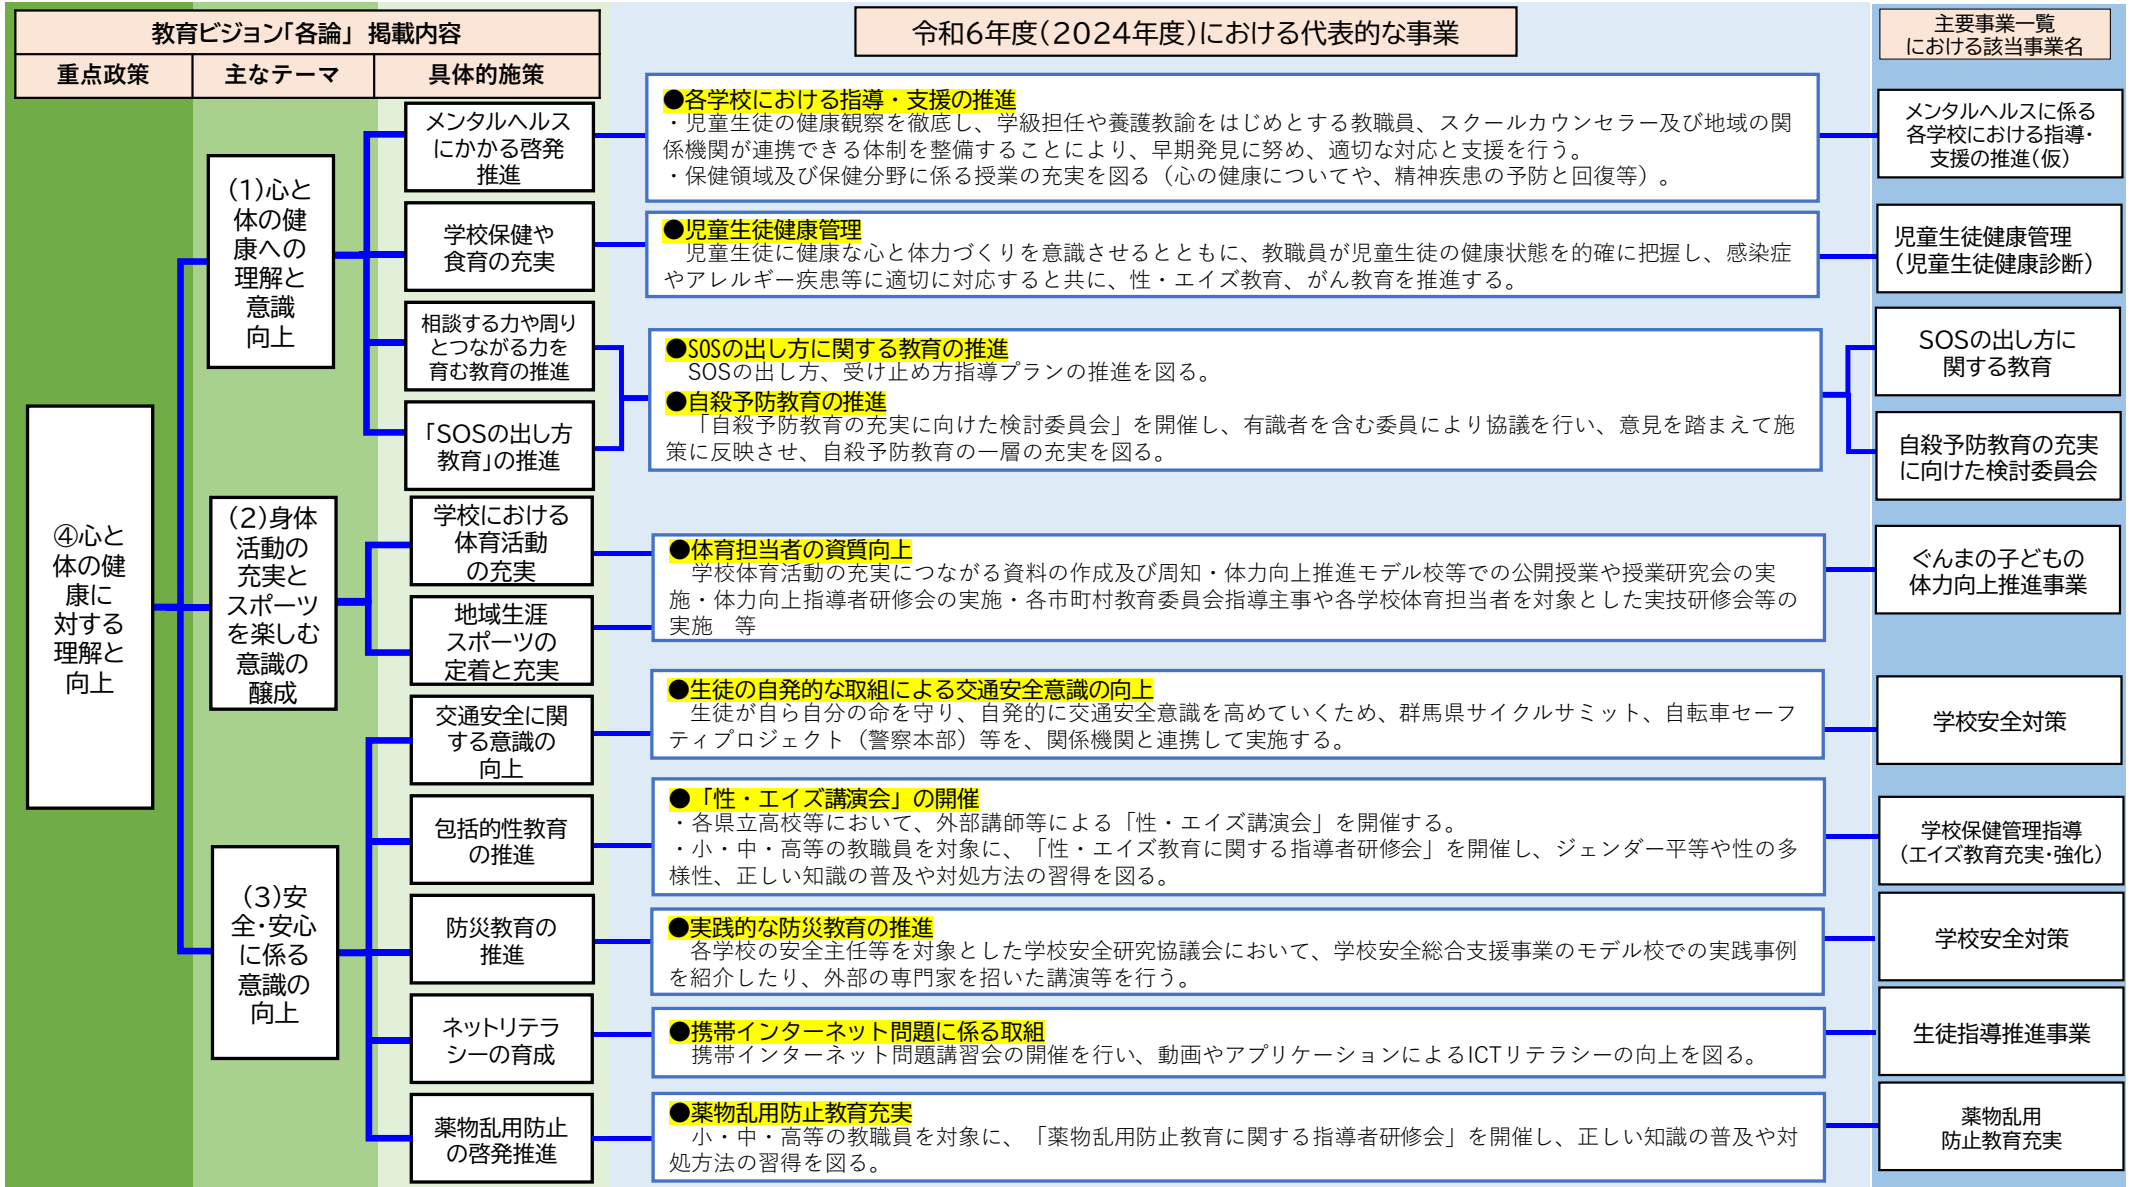 教育ビジョン「各論」 掲載内容
重点政策
主なテーマ
具体的施策
令和6年度(2024年度)における代表的な事業
主要事業一覧
における該当事業名
④心と
体の健
康に
対する
理解と
向上
(1)心と
体の健
康への
理解と
意識
向上
メンタルヘルス
にかかる啓発
推進
●各学校における指導・支援の推進
・児童生徒の健康観察を徹底し、学級担任や養護教諭をはじめとする教職員、スクールカウンセラー及び地域の関
係機関が連携できる体制を整備することにより、早期発見に努め、適切な対応と支援を行う。
・保健領域及び保健分野に係る授業の充実を図る（心の健康についてや、精神疾患の予防と回復等）。
メンタルヘルスに係る
各学校における指導・
支援の推進(仮)
学校保健や
食育の充実
●児童生徒健康管理
児童生徒に健康な心と体力づくりを意識させるとともに、教職員が児童生徒の健康状態を的確に把握し、感染症
やアレルギー疾患等に適切に対応すると共に、性・エイズ教育、がん教育を推進する。
児童生徒健康管理
(児童生徒健康診断)
相談する力や周り
とつながる力を
育む教育の推進
「SOSの出し方
教育」の推進
●SOSの出し方に関する教育の推進
SOSの出し方、受け止め方指導プランの推進を図る。
●自殺予防教育の推進
「自殺予防教育の充実に向けた検討委員会」を開催し、有識者を含む委員により協議を行い、意見を踏まえて施
策に反映させ、自殺予防教育の一層の充実を図る。
SOSの出し方に
関する教育
自殺予防教育の充実
に向けた検討委員会
(2)身体
活動の
充実と
スポーツ
を楽しむ
意識の
醸成
学校における
体育活動
の充実
地域生涯
スポーツの
定着と充実
●体育担当者の資質向上
学校体育活動の充実につながる資料の作成及び周知・体力向上推進モデル校等での公開授業や授業研究会の実
施・体力向上指導者研修会の実施・各市町村教育委員会指導主事や各学校体育担当者を対象とした実技研修会等の
実施　等
ぐんまの子どもの
体力向上推進事業
(3)安
全・安心
に係る
意識の
向上
交通安全に関
する意識の
向上
●生徒の自発的な取組による交通安全意識の向上
生徒が自ら自分の命を守り、自発的に交通安全意識を高めていくため、群馬県サイクルサミット、自転車セーフ
ティプロジェクト（警察本部）等を、関係機関と連携して実施する。
学校安全対策
包括的性教育
の推進
●「性・エイズ講演会」の開催
・各県立高校等において、外部講師等による「性・エイズ講演会」を開催する。
・小・中・高等の教職員を対象に、「性・エイズ教育に関する指導者研修会」を開催し、ジェンダー平等や性の多
様性、正しい知識の普及や対処方法の習得を図る。
学校保健管理指導
(エイズ教育充実・強化)
防災教育の
推進
●実践的な防災教育の推進
各学校の安全主任等を対象とした学校安全研究協議会において、学校安全総合支援事業のモデル校での実践事例
を紹介したり、外部の専門家を招いた講演等を行う。
学校安全対策
ネットリテラ
シーの育成
●携帯インターネット問題に係る取組
携帯インターネット問題講習会の開催を行い、動画やアプリケーションによるICTリテラシーの向上を図る。
生徒指導推進事業
薬物乱用防止
の啓発推進
●薬物乱用防止教育充実
小・中・高等の教職員を対象に、「薬物乱用防止教育に関する指導者研修会」を開催し、正しい知識の普及や対
処方法の習得を図る。
薬物乱用
防止教育充実